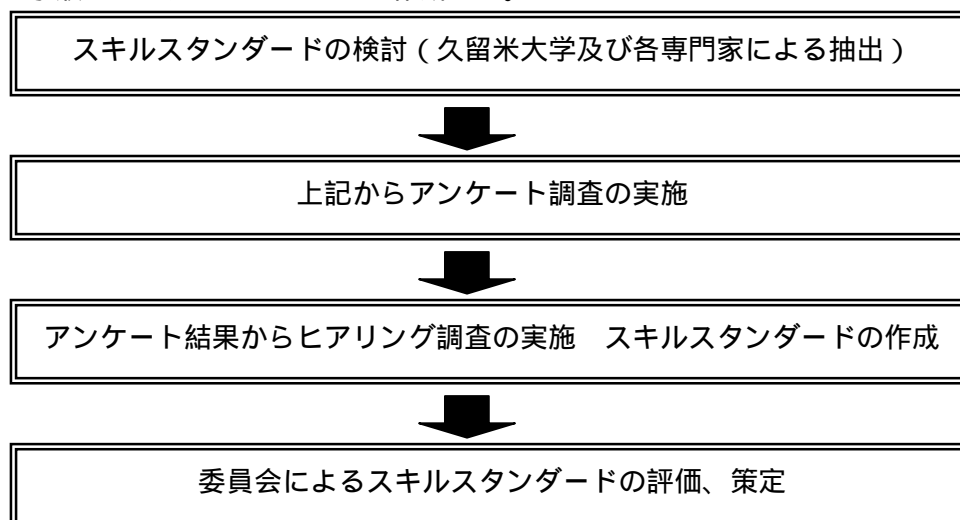 スキルスタンダードの検討（久留米大学及び各専門家による抽出）
上記からアンケート調査の実施
アンケート結果からヒアリング調査の実施　スキルスタンダードの作成
委員会によるスキルスタンダードの評価、策定